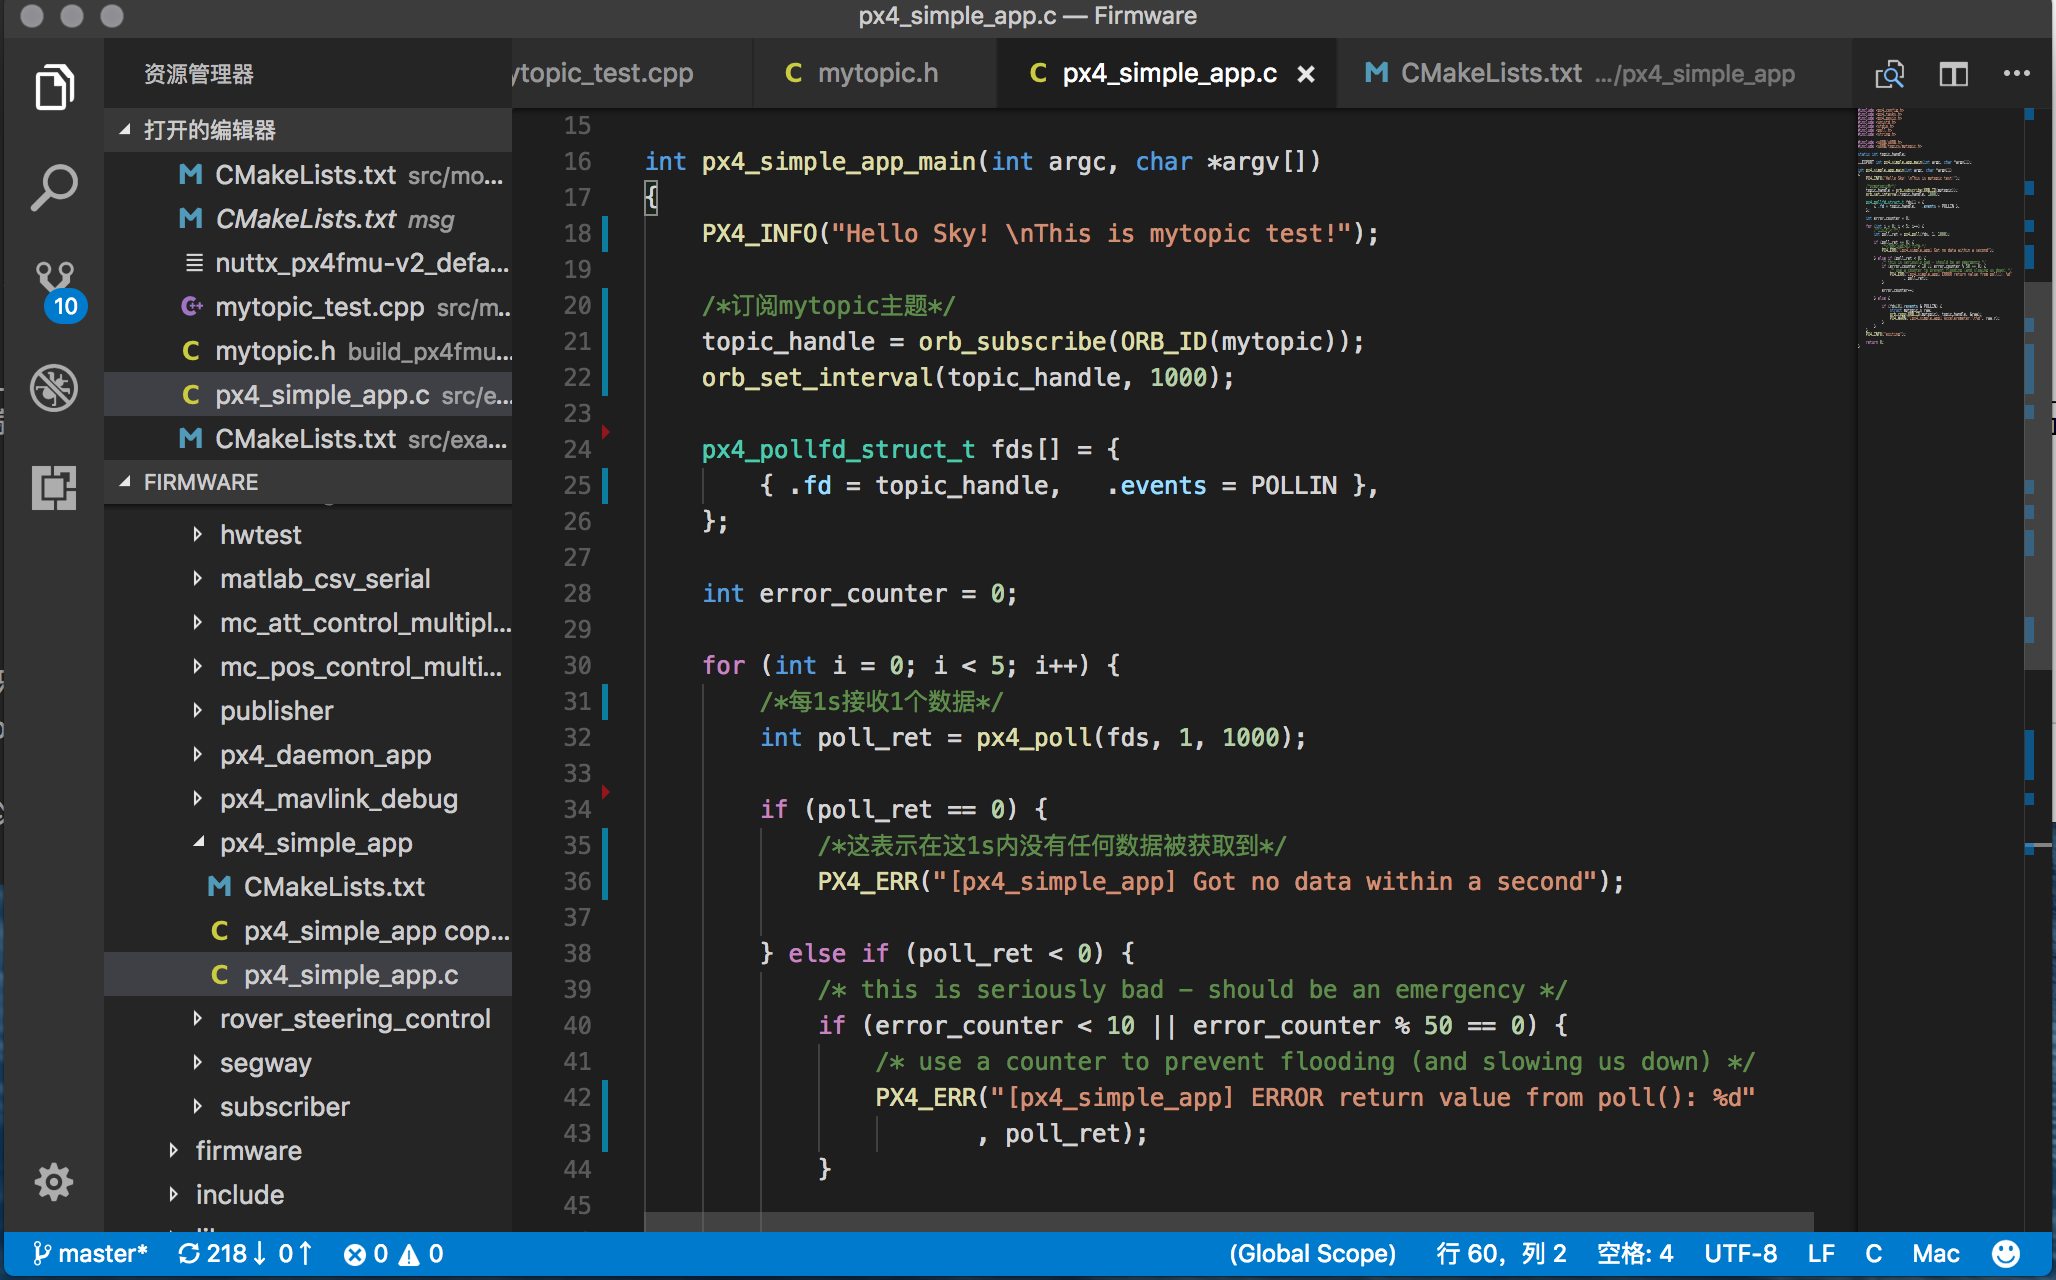 px4_simple_app.c — Firmware
资源管理器
ytopic_test.cpp
C mytopic.h
C px4_simple_app.c ×
M CMakeLists.txt .../px4_simple_app
打开的编辑器
M CMakeLists.txt src/mo...
M CMakeLists.txt msg
nuttx_px4fmu-v2_defa...
mytopic_test.cpp src/m...
C mytopic.h build_px4fmu...
C px4_simple_app.c src/e...
M CMakeLists.txt src/exa...
10
FIRMWARE
hwtest
matlab_csv_serial
mc_att_control_multipl...
mc_pos_control_multi...
publisher
px4_daemon_app
px4_mavlink_debug
px4_simple_app
M CMakeLists.txt
C px4_simple_app cop...
C px4_simple_app.c
rover_steering_control
segway
subscriber
firmware
include
15
16 int px4_simple_app_main(int argc, char *argv[])
17 {
18 PX4_INFO("Hello Sky! \nThis is mytopic test!");
19
20 /*订阅mytopic主题*/
21 topic_handle = orb_subscribe(ORB_ID(mytopic));
22 orb_set_interval(topic_handle, 1000);
23
24 px4_pollfd_struct_t fds[] = {
25 { .fd = topic_handle,   .events = POLLIN },
26 };
27
28 int error_counter = 0;
29
30 for (int i = 0; i < 5; i++) {
31 /*每1s接收1个数据*/
32 int poll_ret = px4_poll(fds, 1, 1000);
33
34 if (poll_ret == 0) {
35 /*这表示在这1s内没有任何数据被获取到*/
36 PX4_ERR("[px4_simple_app] Got no data within a second");
37
38 } else if (poll_ret < 0) {
39 /* this is seriously bad - should be an emergency */
40 if (error_counter < 10 || error_counter % 50 == 0) {
41 /* use a counter to prevent flooding (and slowing us down) */
42 PX4_ERR("[px4_simple_app] ERROR return value from poll(): %d"
43 , poll_ret);
44 }
45
master* 218↓ 0↑ 0 0 (Global Scope) 行 60，列 2 空格: 4 UTF-8 LF C Mac